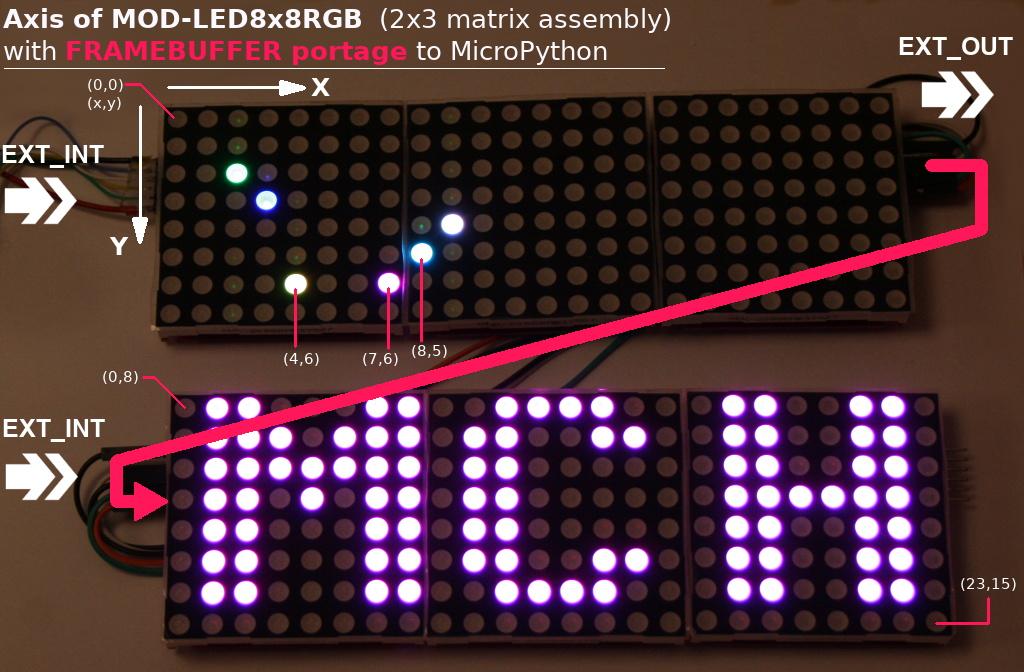 Axis of MOD-LED8x8RGB (2x3 matrix assembly)
with FRAMEBUFFER portage to MicroPython
EXT_OUT
(0,0)
(x,y)
X
EXT_INT
Y
(4,6)
(7,6)
(8,5)
(0,8)
EXT_INT
MCH
(23,15)